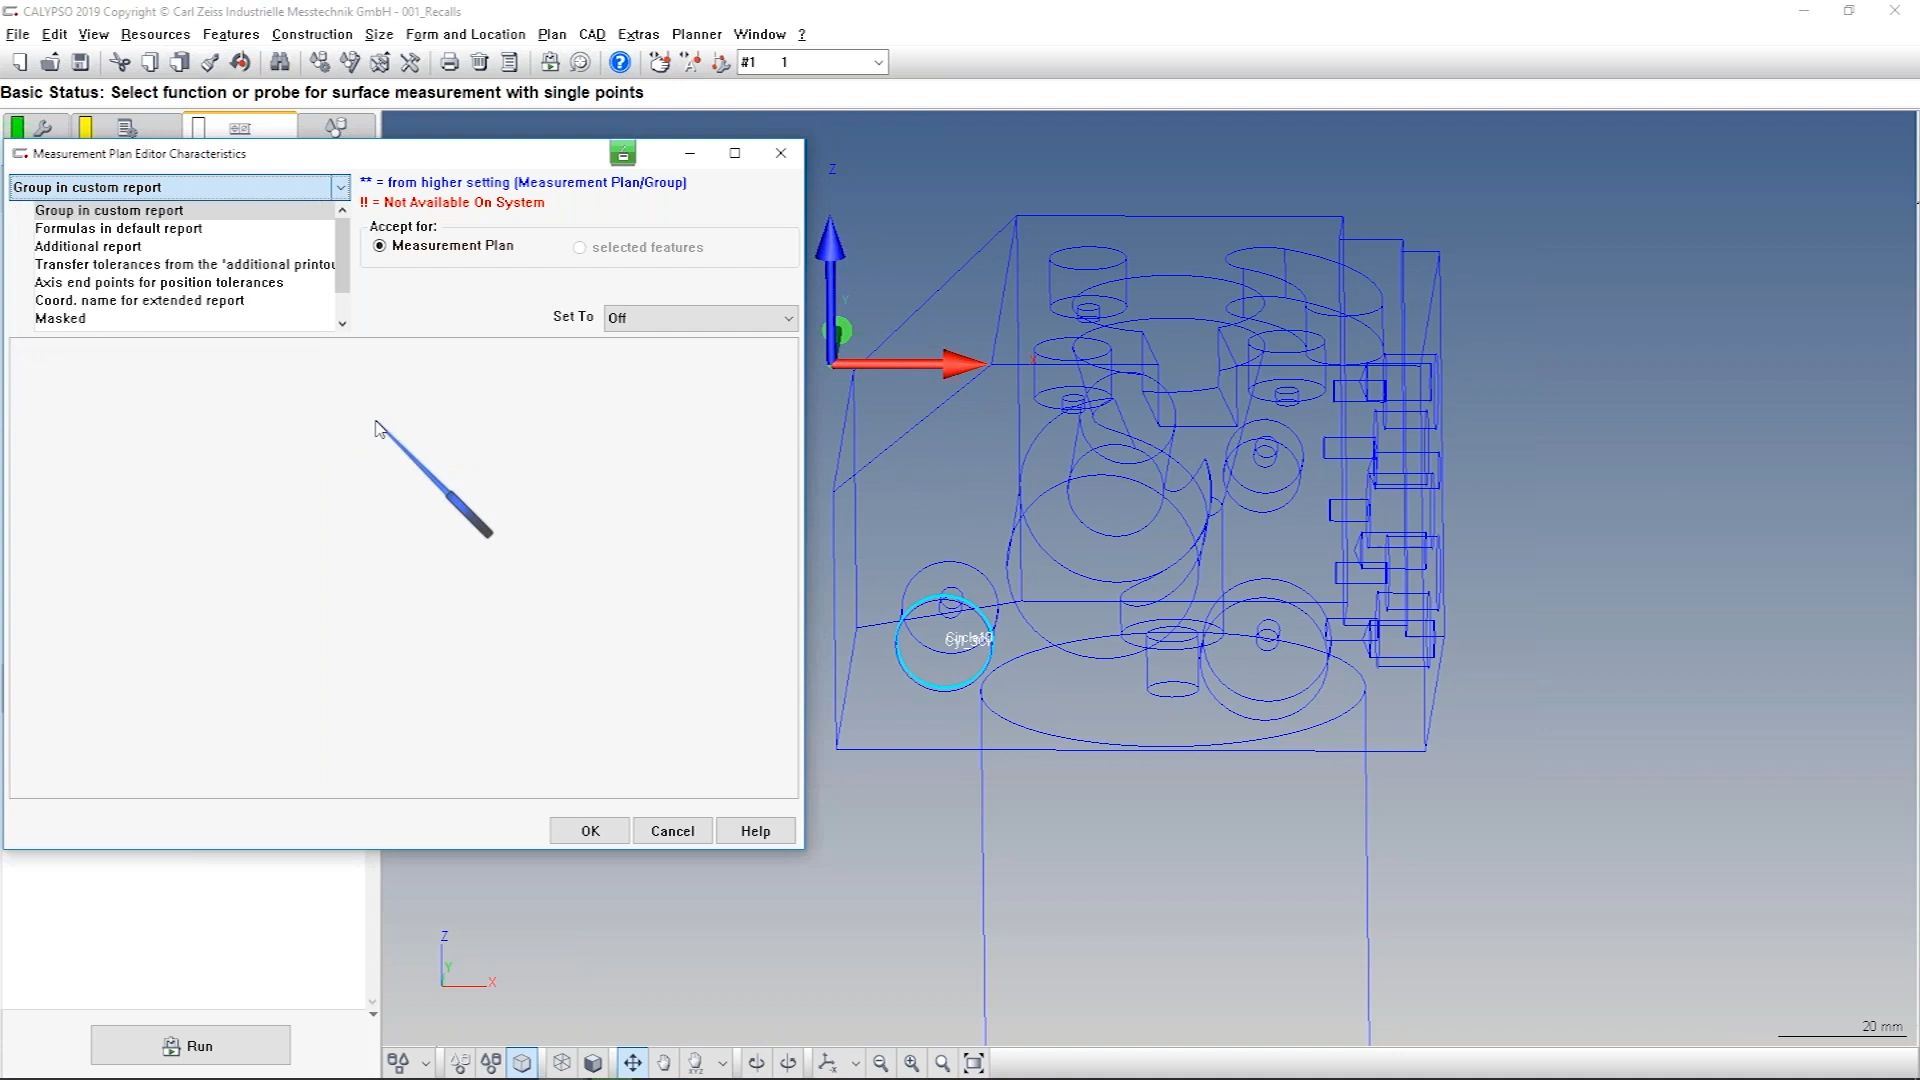 CALYPSO 2019 Copyright © Carl Zeiss Industrielle Messtechnik GmbH - 001_Recalls
File Edit View Resources Features Construction Size Form and Location Plan CAD Extras Planner Window ?
#1 1
Basic Status: Select function or probe for surface measurement with single points
Measurement Plan Editor Characteristics
Group in custom report
** = from higher setting (Measurement Plan/Group)
!! = Not Available On System
Group in custom report
Formulas in default report
Additional report
Transfer tolerances from the "additional printou
Axis end points for position tolerances
Coord. name for extended report
Masked
Accept for:
Measurement Plan
selected features
Set To
Off
OK Cancel Help
Run
Z
Y
X
Z
Y
X
20 mm